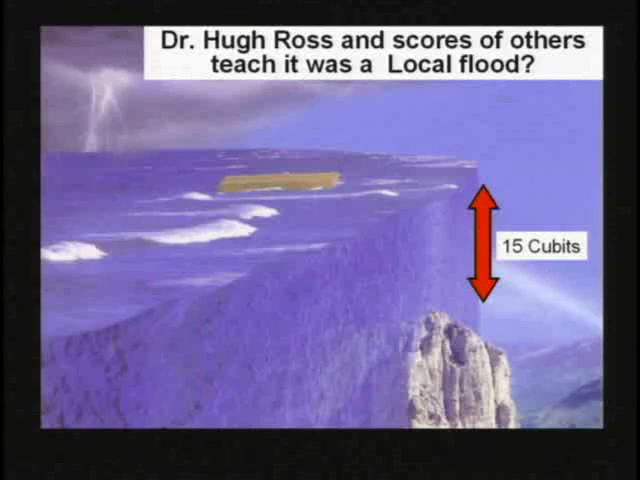 Dr. Hugh Ross and scores of others
teach it was a Local flood?
15 Cubits